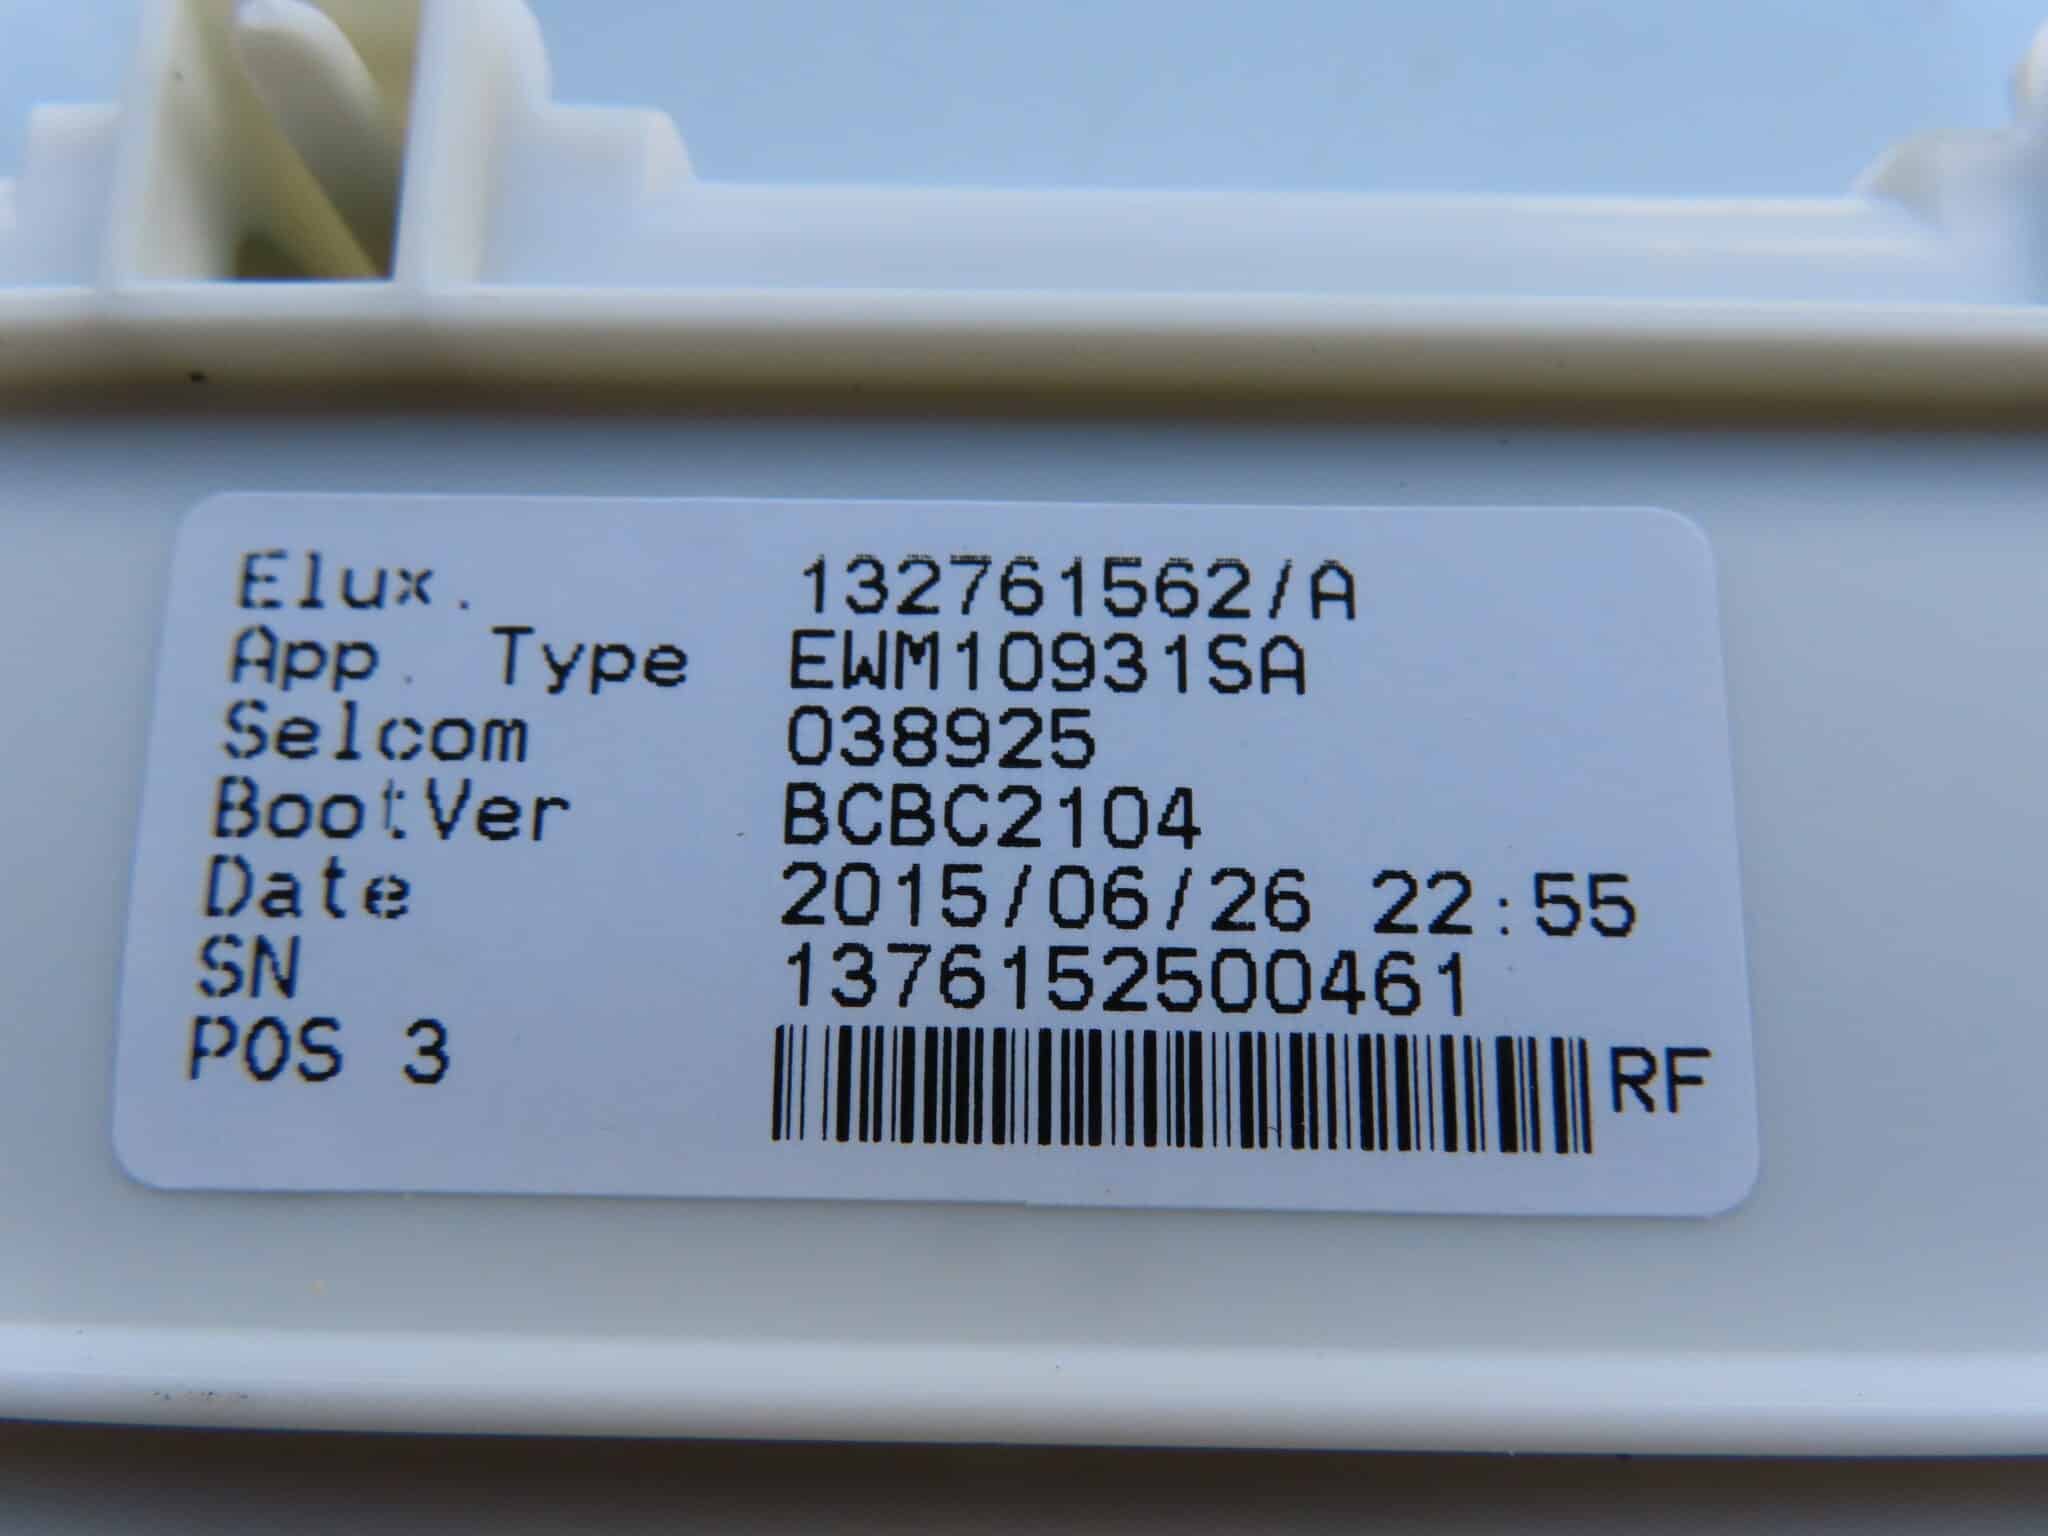 Elux. 132761562/A
App. Type EWM10931SA
Selcom 038925
BootVer BCBC2104
Date 2015/06/26 22:55
SN 1376152500461
POS 3 RF